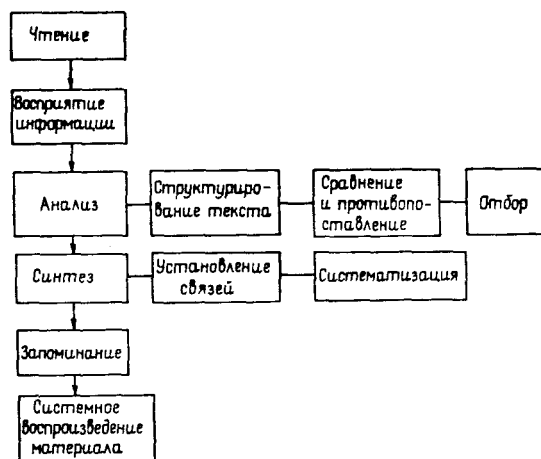 Чтение
Восприятие
информации
Анализ
Структуриро-
вание текста
Сравнение
и противопо-
ставление
Отбор
Синтез
Установление
связей
Систематизация
Запоминание
Системное
воспроизведение
материала